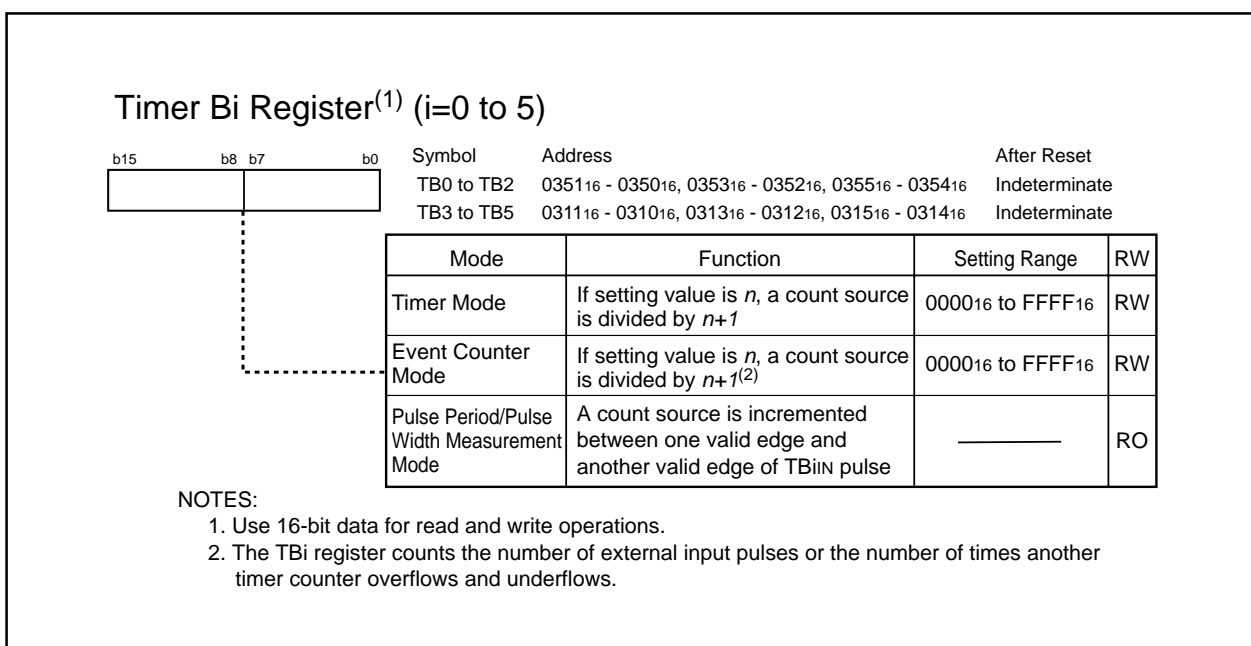 Timer Bi Register(1) (i=0 to 5)
b15 b8 b7 b0
Symbol Address After Reset
TB0 to TB2 035116 - 035016, 035316 - 035216, 035516 - 035416 Indeterminate
TB3 to TB5 031116 - 031016, 031316 - 031216, 031516 - 031416 Indeterminate
Mode Function Setting Range RW
Timer Mode
If setting value is n, a count source
is divided by n+1
000016 to FFFF16 RW
Event Counter
Mode
If setting value is n, a count source
is divided by n+1(2)
000016 to FFFF16 RW
Pulse Period/Pulse
Width Measurement
Mode
A count source is incremented
between one valid edge and
another valid edge of TBiIN pulse
RO
NOTES:
1. Use 16-bit data for read and write operations.
2. The TBi register counts the number of external input pulses or the number of times another
timer counter overflows and underflows.